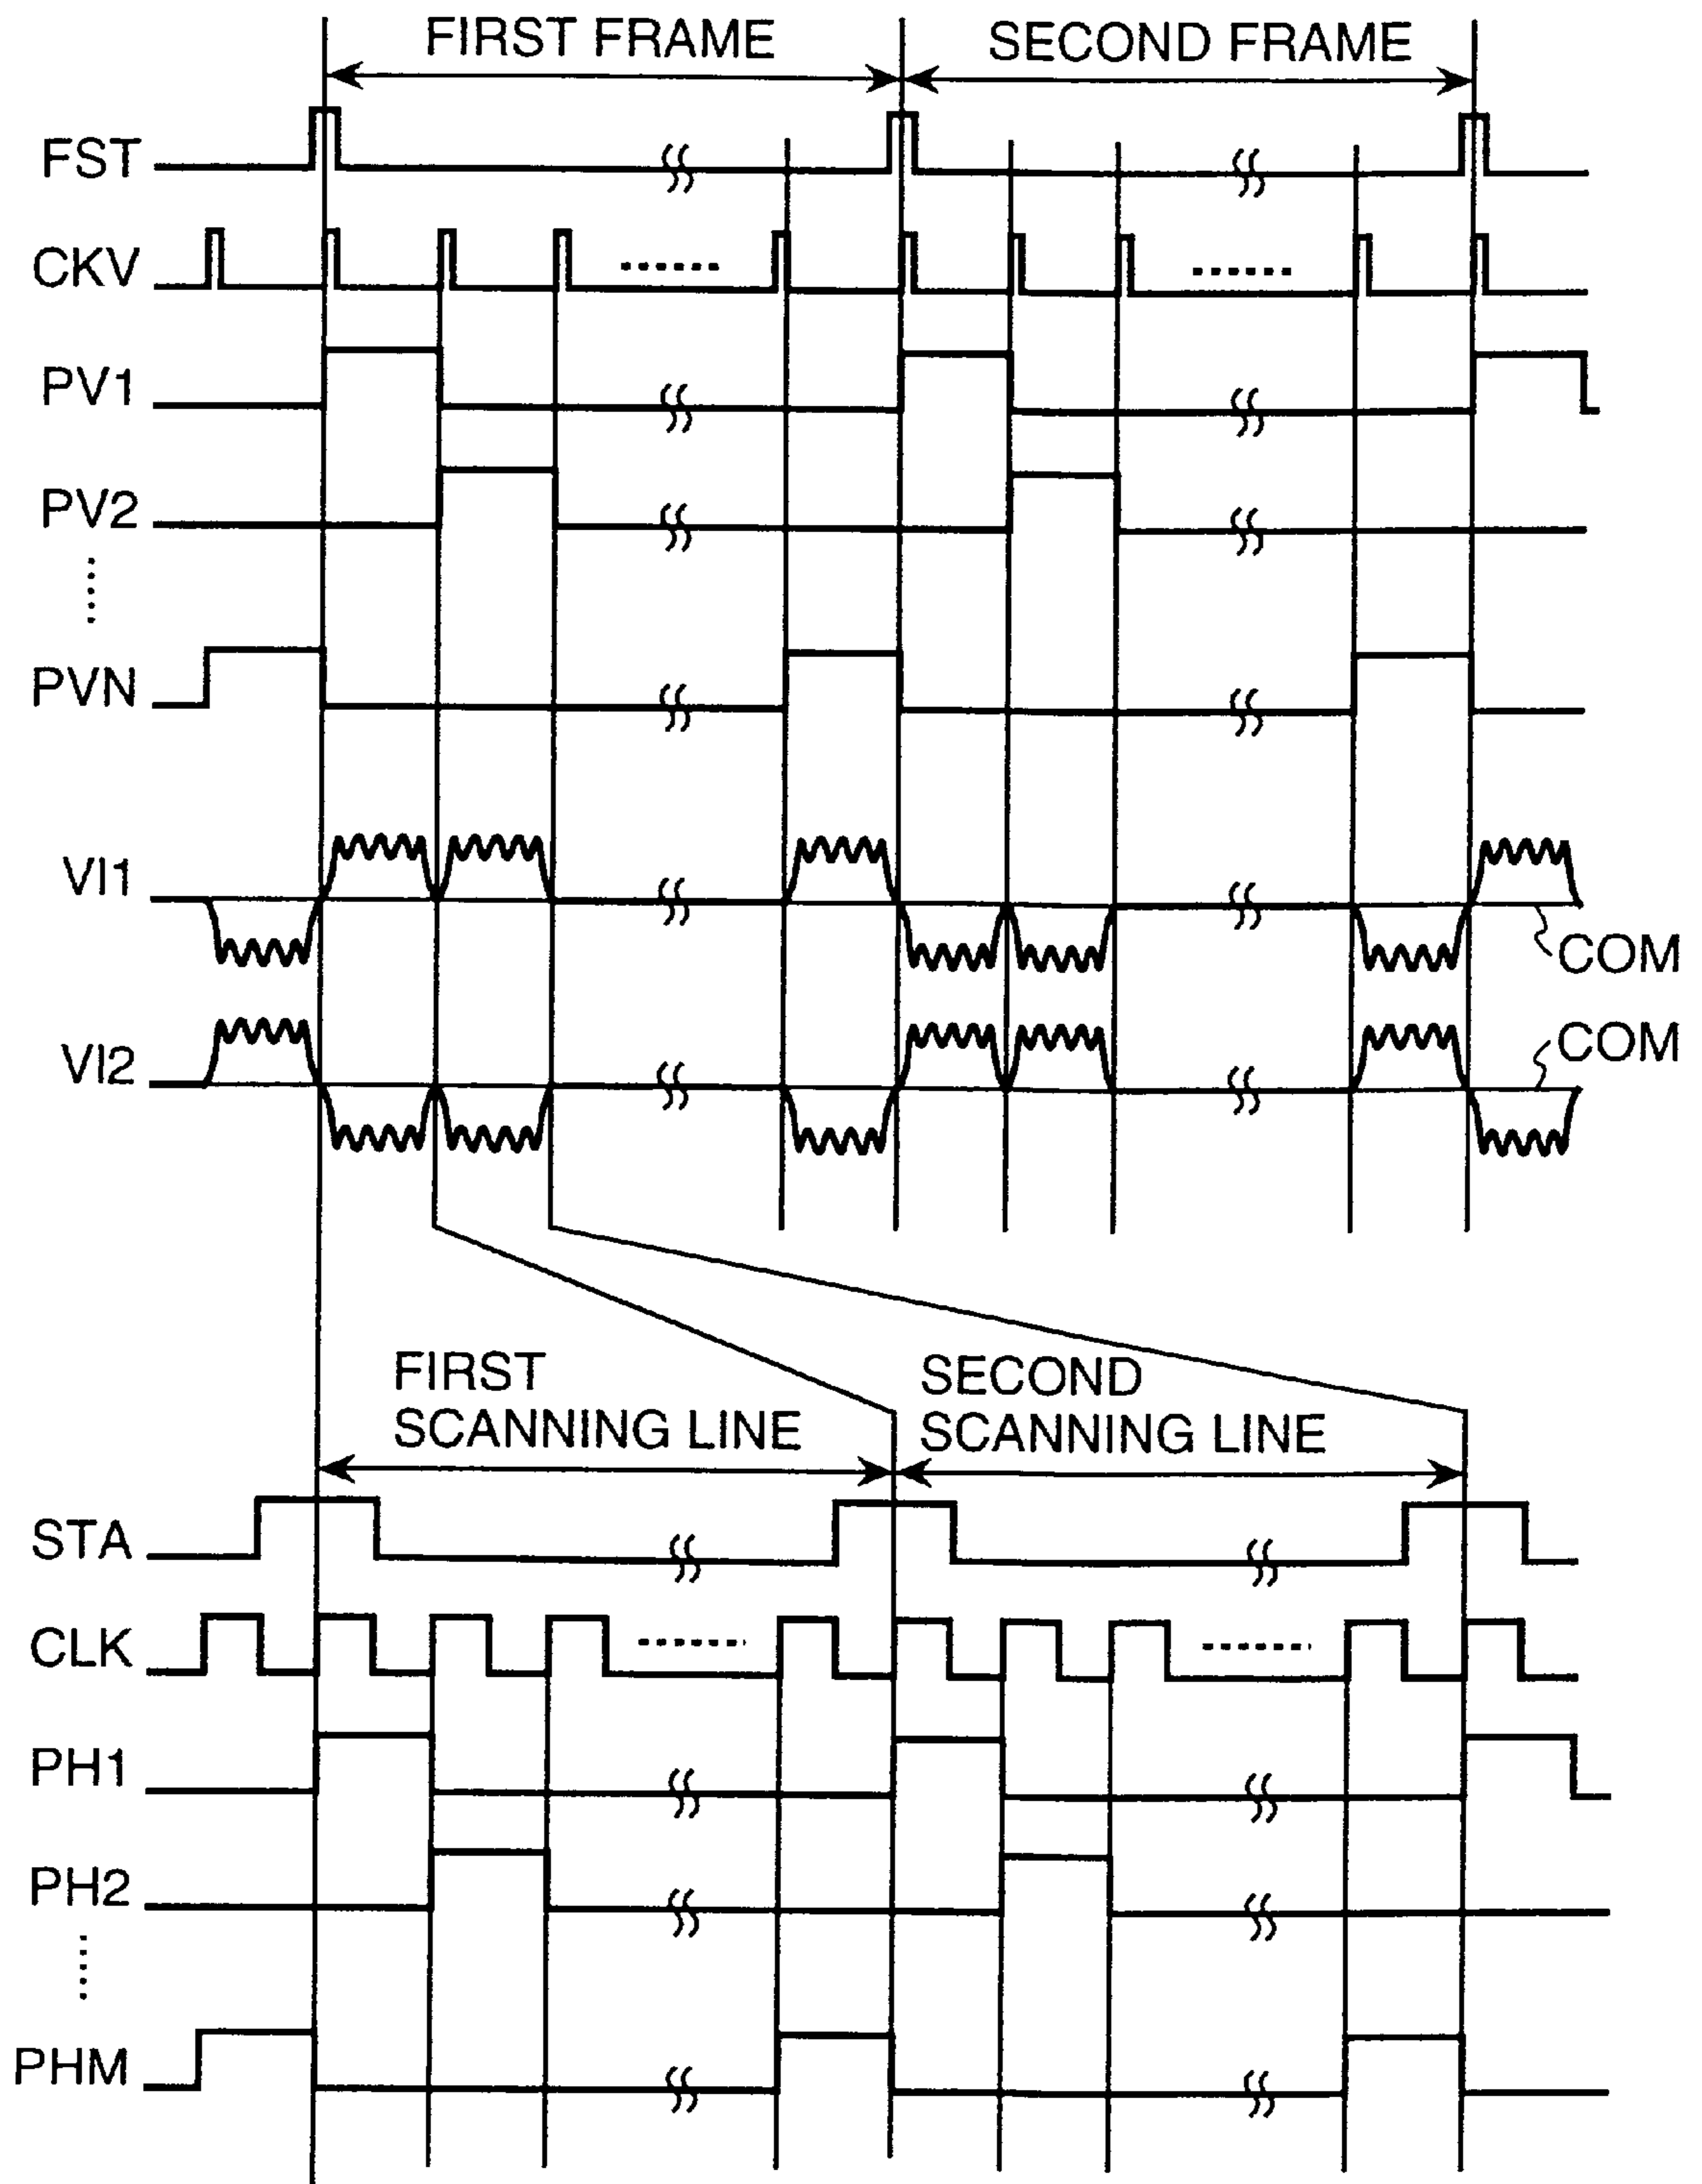 FIRST FRAME
SECOND FRAME
FST
CKV
PV1
PV2
PVN
VI1
COM
VI2
COM
FIRST
SCANNING LINE
SECOND
SCANNING LINE
STA
CLK
PH1
PH2
PHM